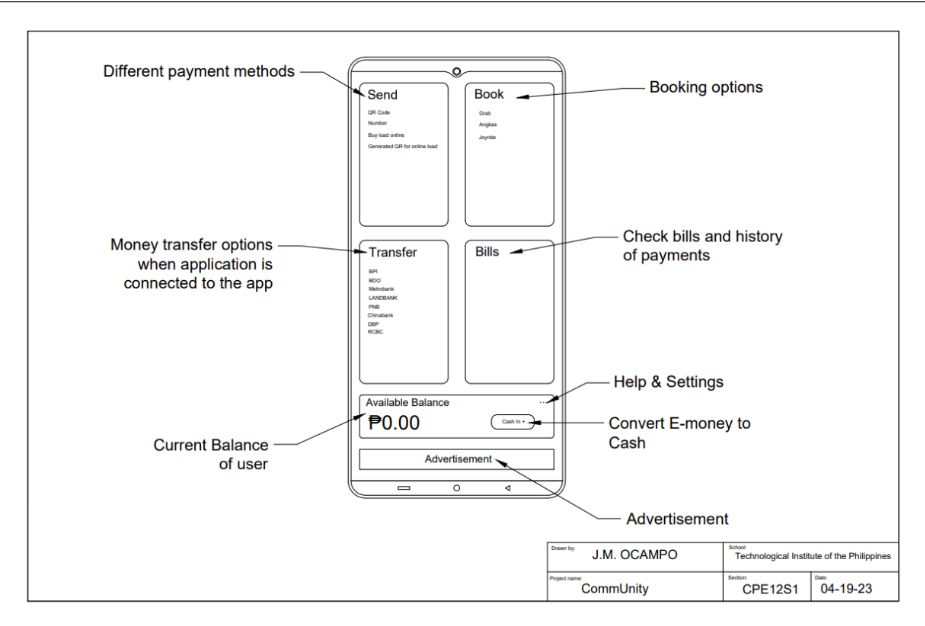 Different payment methods
Send
QR Code
Number
Buy load online
Generated QR for online load
Book
Grab
Angkas
Joyride
Booking options
Money transfer options
when application is
connected to the app
Transfer
BPI
BDO
Metrobank
LANDBANK
PNB
Chinabank
DBP
RCBC
Bills
Check bills and history
of payments
Available Balance
...
₱0.00
Cash In +
Help & Settings
Convert E-money to
Cash
Current Balance
of user
Advertisement
Advertisement
Drawn by:
J.M. OCAMPO
School:
Technological Institute of the Philippines
Project name:
CommUnity
Section:
CPE12S1
Date:
04-19-23